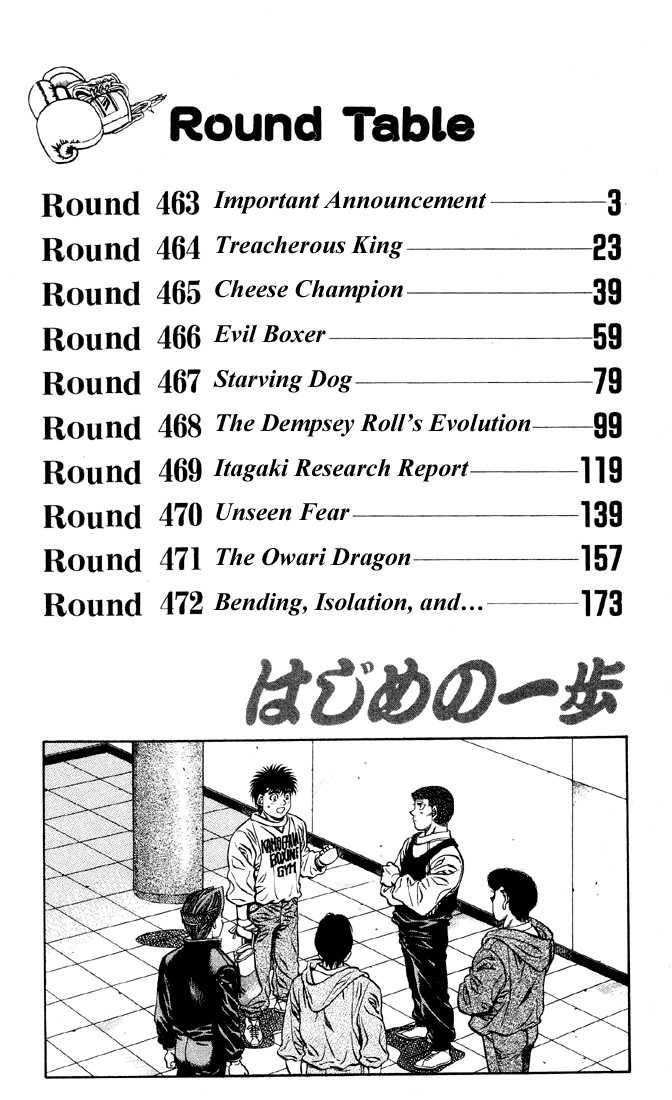 Round Table
Round 463 Important Announcement 3
Round 464 Treacherous King 23
Round 465 Cheese Champion 39
Round 466 Evil Boxer 59
Round 467 Starving Dog 79
Round 468 The Dempsey Roll's Evolution 99
Round 469 Itagaki Research Report 119
Round 470 Unseen Fear 139
Round 471 The Owari Dragon 157
Round 472 Bending, Isolation, and… 173
はじめの一歩
KAMOGAWA
BOXING
GYM